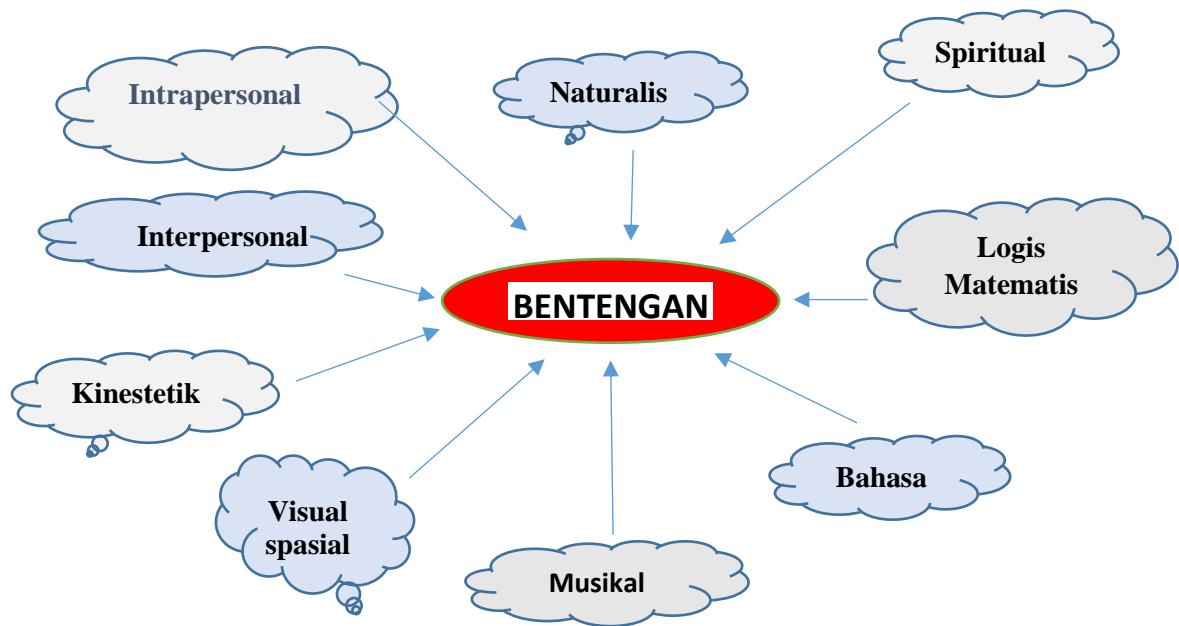 Spiritual
Intrapersonal
Naturalis
Interpersonal
Logis
Matematis
BENTENGAN
Kinestetik
Bahasa
Visual
spasial
Musikal